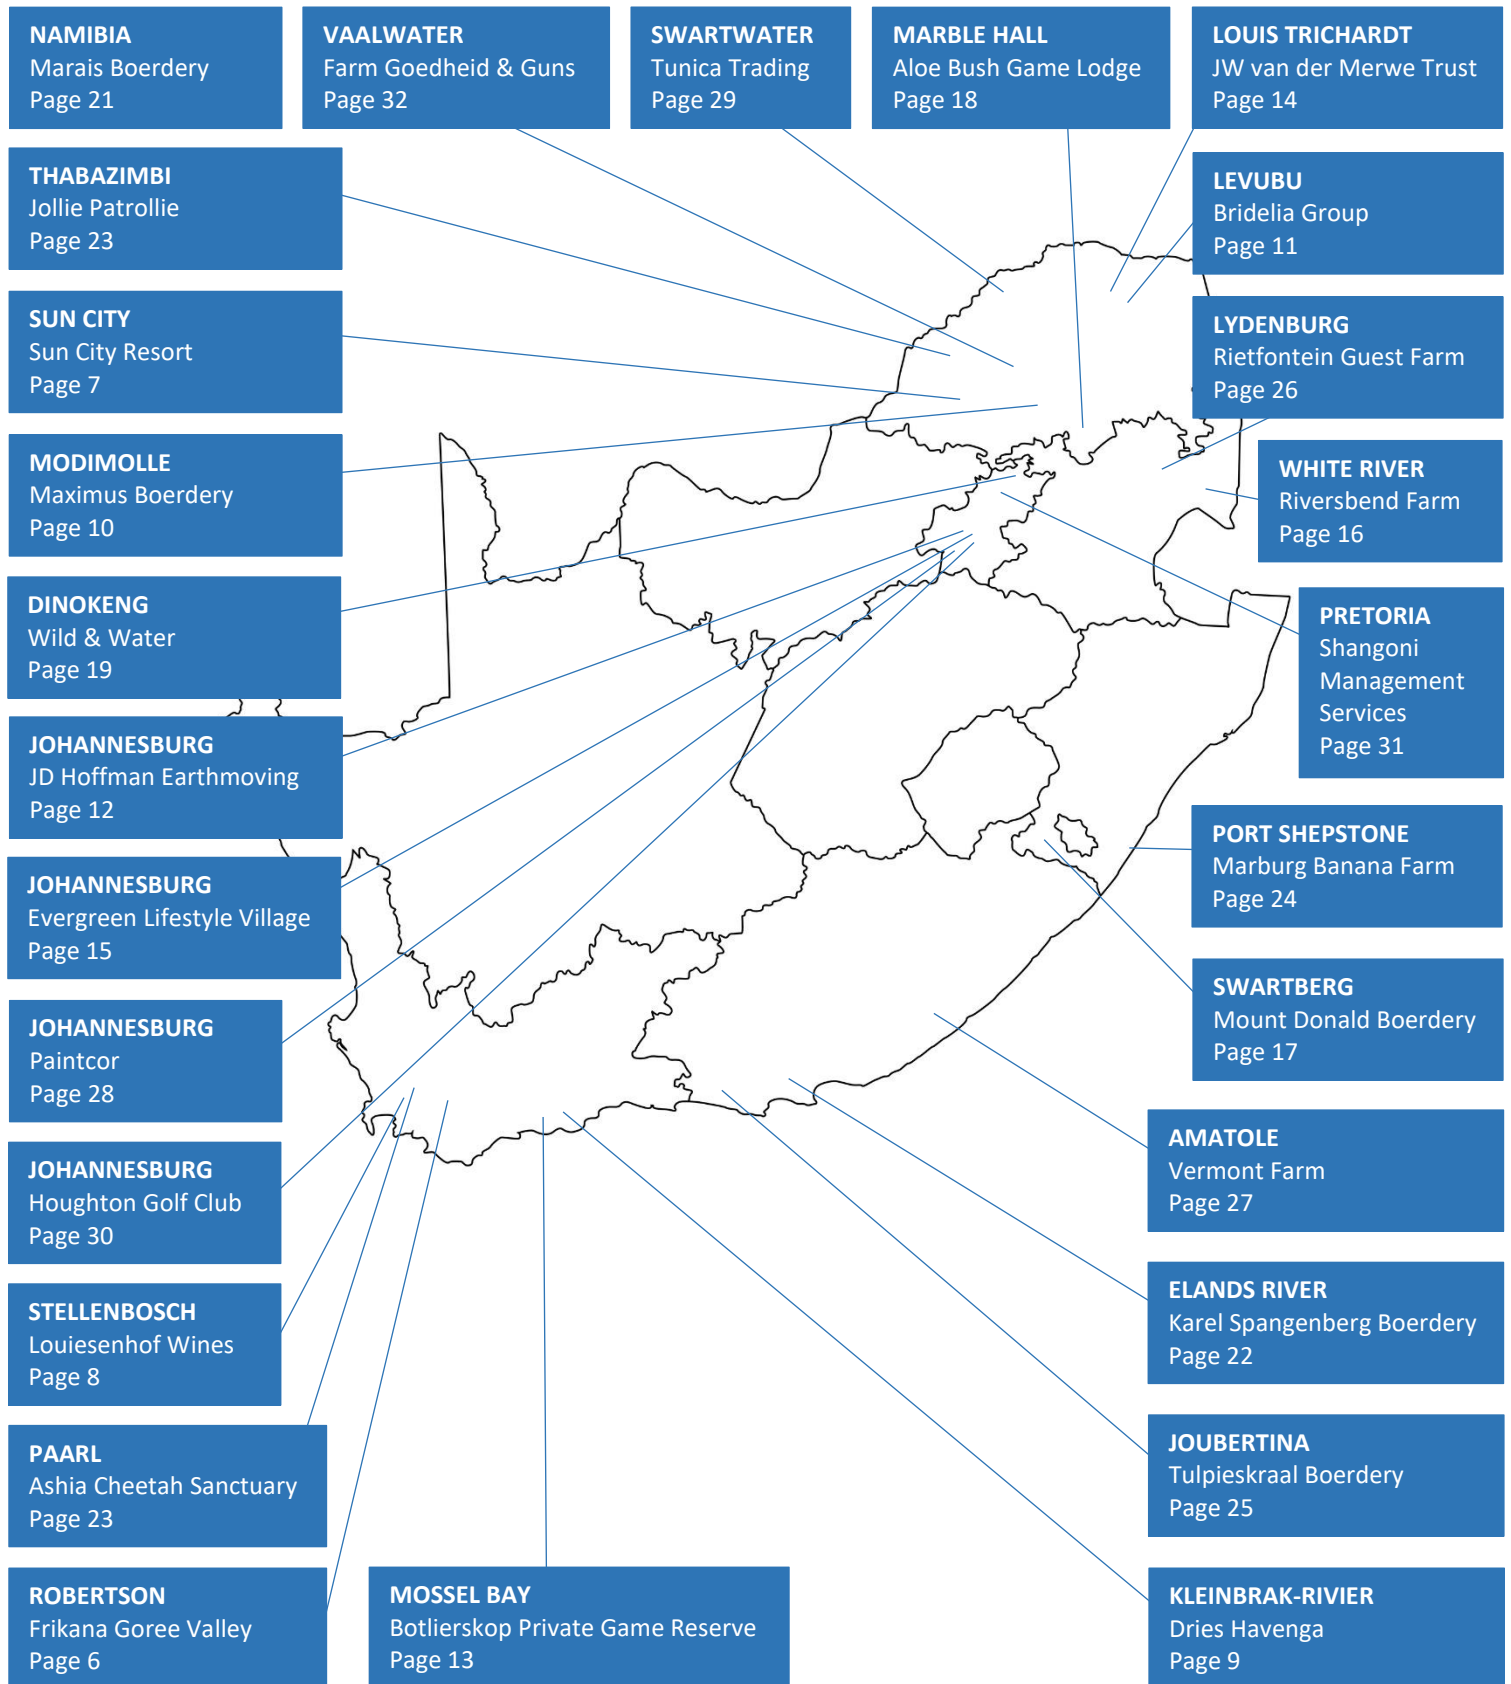 NAMIBIA
Marais Boerdery
Page 21
VAALWATER
Farm Goedheid & Guns
Page 32
SWARTWATER
Tunica Trading
Page 29
MARBLE HALL
Aloe Bush Game Lodge
Page 18
LOUIS TRICHARDT
JW van der Merwe Trust
Page 14
THABAZIMBI
Jollie Patrollie
Page 23
LEVUBU
Bridelia Group
Page 11
SUN CITY
Sun City Resort
Page 7
LYDENBURG
Rietfontein Guest Farm
Page 26
MODIMOLLE
Maximus Boerdery
Page 10
WHITE RIVER
Riversbend Farm
Page 16
DINOKENG
Wild & Water
Page 19
PRETORIA
Shangoni
Management
Services
Page 31
JOHANNESBURG
JD Hoffman Earthmoving
Page 12
PORT SHEPSTONE
Marburg Banana Farm
Page 24
JOHANNESBURG
Evergreen Lifestyle Village
Page 15
SWARTBERG
Mount Donald Boerdery
Page 17
JOHANNESBURG
Paintcor
Page 28
AMATOLE
Vermont Farm
Page 27
JOHANNESBURG
Houghton Golf Club
Page 30
ELANDS RIVER
Karel Spangenberg Boerdery
Page 22
STELLENBOSCH
Louiesenhof Wines
Page 8
JOUBERTINA
Tulpieskraal Boerdery
Page 25
PAARL
Ashia Cheetah Sanctuary
Page 23
ROBERTSON
Frikana Goree Valley
Page 6
MOSSEL BAY
Botlierskop Private Game Reserve
Page 13
KLEINBRAK-RIVIER
Dries Havenga
Page 9